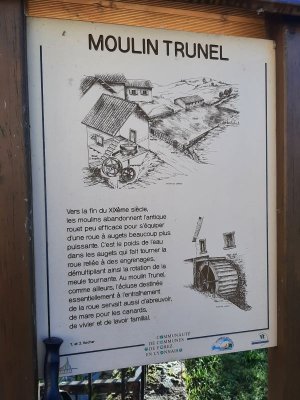 MOULIN TRUNEL
Vers la fin du XIXème siècle,
les moulins abandonnent l'antique
rouet peu efficace pour s'équiper
d'une roue à augets beaucoup plus
puissante. C'est le poids de l'eau
dans les augets qui fait tourner la
roue reliée à des engrenages,
démultipliant ainsi la rotation de la
meule tournante. Au moulin Trunel,
comme ailleurs, l'écluse destinée
essentiellement à l'entraînement
de la roue servait aussi d'abreuvoir,
de mare pour les canards,
de vivier et de lavoir familial.
COMMUNAUTÉ
DE COMMUNES
DE FOREZ
EN LYONNAIS